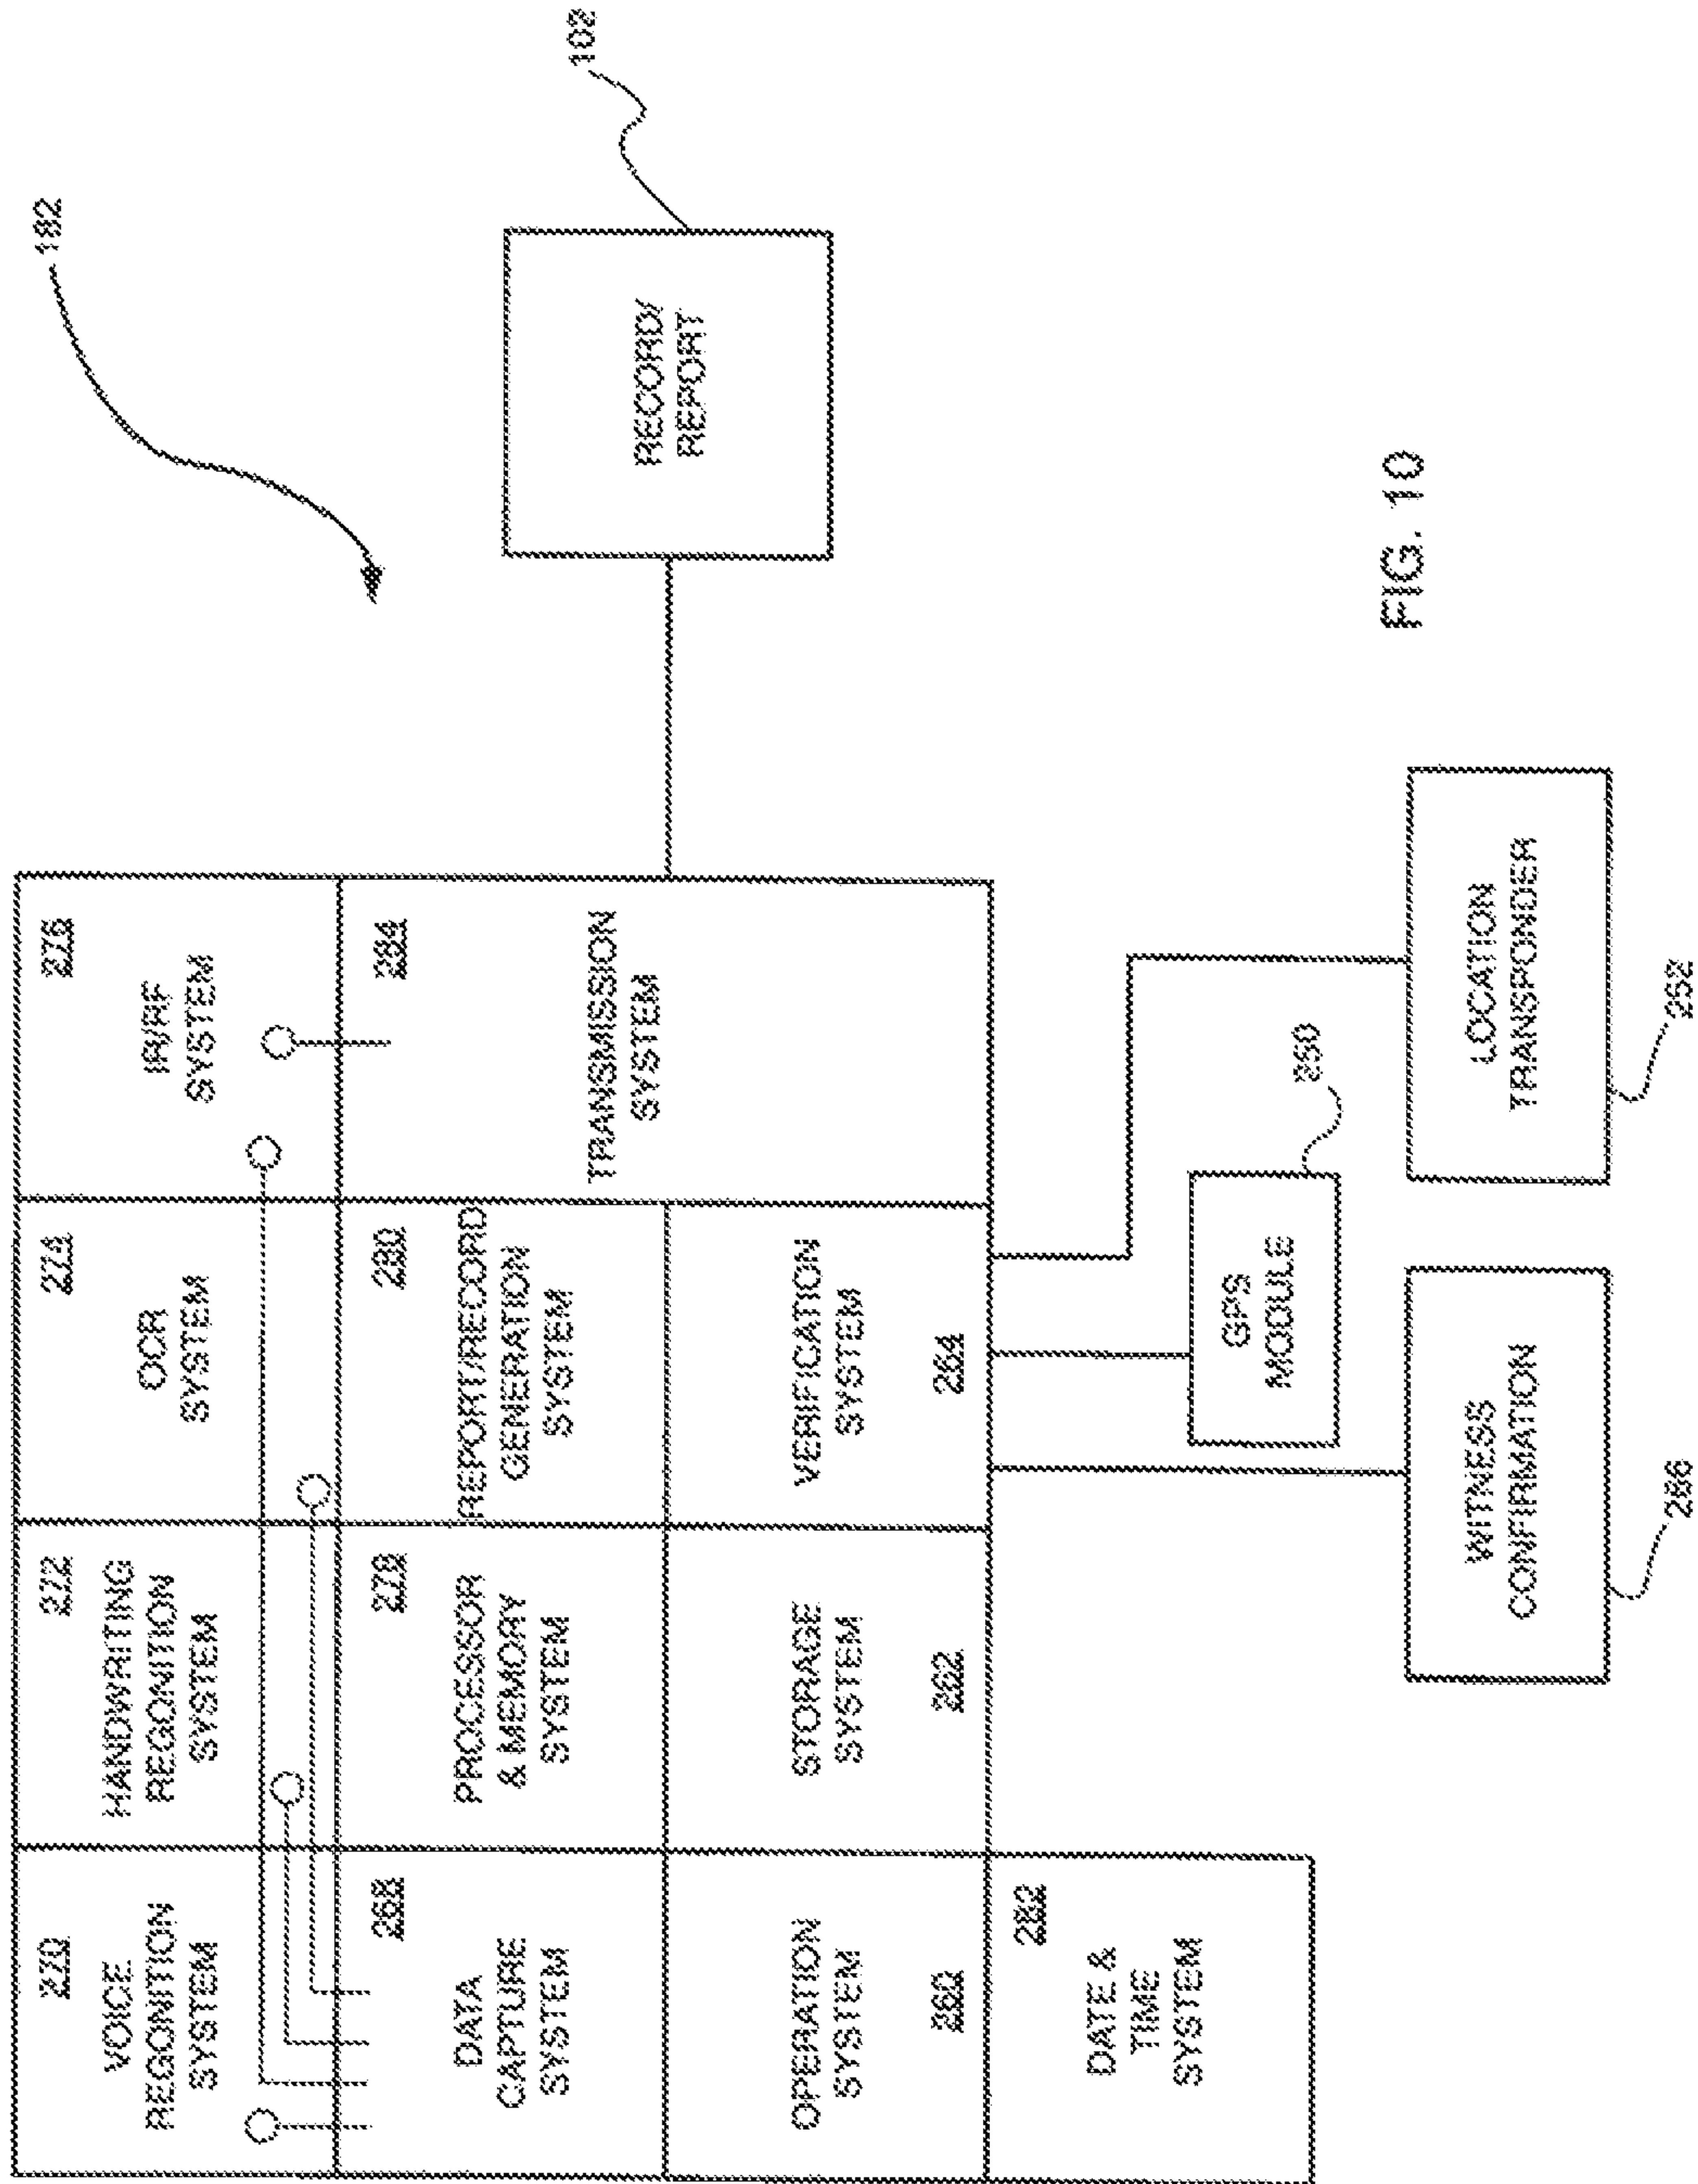 182
270
VOICE
REGONITION
SYSTEM
272
HANDWRITING
REGONITION
SYSTEM
274
OCR
SYSTEM
276
IR/RF
SYSTEM
268
DATA
CAPTURE
SYSTEM
278
PROCESSOR
& MEMORY
SYSTEM
280
REPORT/RECORD
GENERATION
SYSTEM
284
TRANSMISSION
SYSTEM
RECORD/
REPORT
102
OPERATION
SYSTEM
260
STORAGE
SYSTEM
262
VERIFICATION
SYSTEM
264
282
DATE &
TIME
SYSTEM
GPS
MODULE
250
WITNESS
CONFIRMATION
266
LOCATION
TRANSPONDER
252
FIG. 10